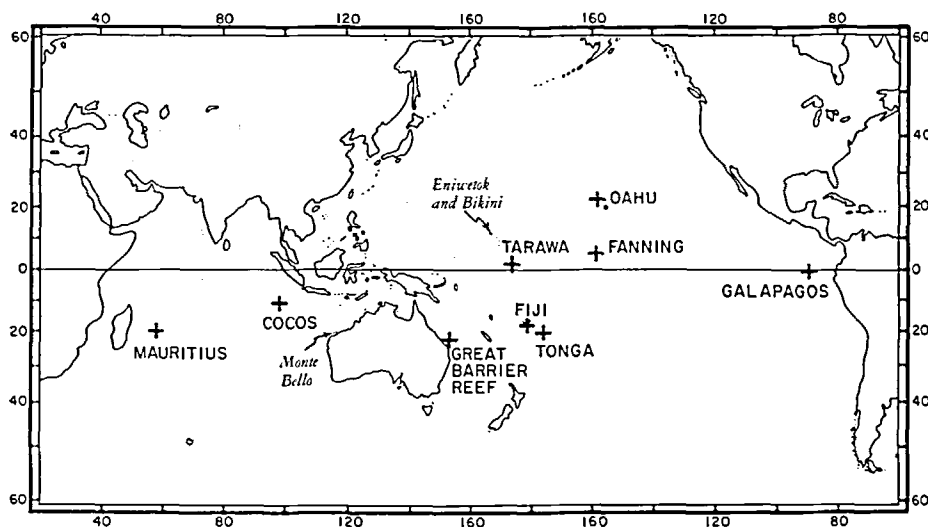 40 80 120 160 160 120 80
60 60
40 40
Eniwetok
and Bikini
20 OAHU 20
TARAWA FANNING
0 0
GALAPAGOS
COCOS FIJI
20 MAURITIUS TONGA 20
Monte
Bello
GREAT
BARRIER
REEF
40 40
60 60
40 80 120 160 160 120 80